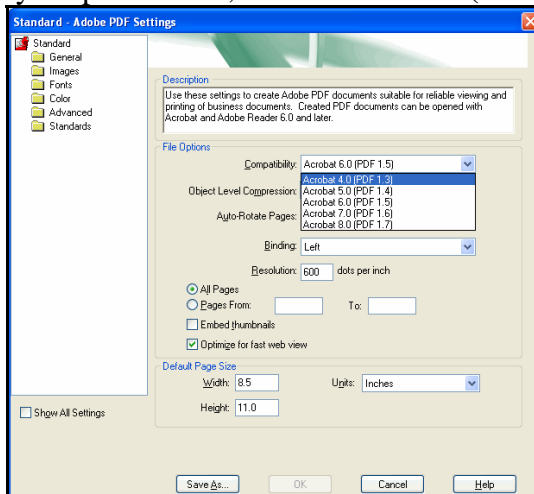 Standard - Adobe PDF Settings
Standard
General
Images
Fonts
Color
Advanced
Standards
Show All Settings
Description
Use these settings to create Adobe PDF documents suitable for reliable viewing and
printing of business documents.  Created PDF documents can be opened with
Acrobat and Adobe Reader 6.0 and later.
File Options
Compatibility: Acrobat 6.0 (PDF 1.5)
Acrobat 4.0 (PDF 1.3)
Object Level Compression: Acrobat 5.0 (PDF 1.4)
Acrobat 6.0 (PDF 1.5)
Auto-Rotate Pages: Acrobat 7.0 (PDF 1.6)
Acrobat 8.0 (PDF 1.7)
Binding: Left
Resolution: 600 dots per inch
All Pages
Pages From: To:
Embed thumbnails
Optimize for fast web view
Default Page Size
Width: 8.5 Units: Inches
Height: 11.0
Save As... OK Cancel Help